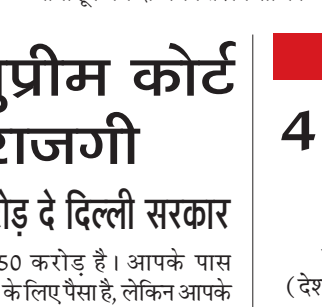 सुप्रीम कोर्ट
राजगी
रोड़ दे दिल्ली सरकार
50 करोड़ है। आपके पास
के लिए पैसा है, लेकिन आपके
4
(देश